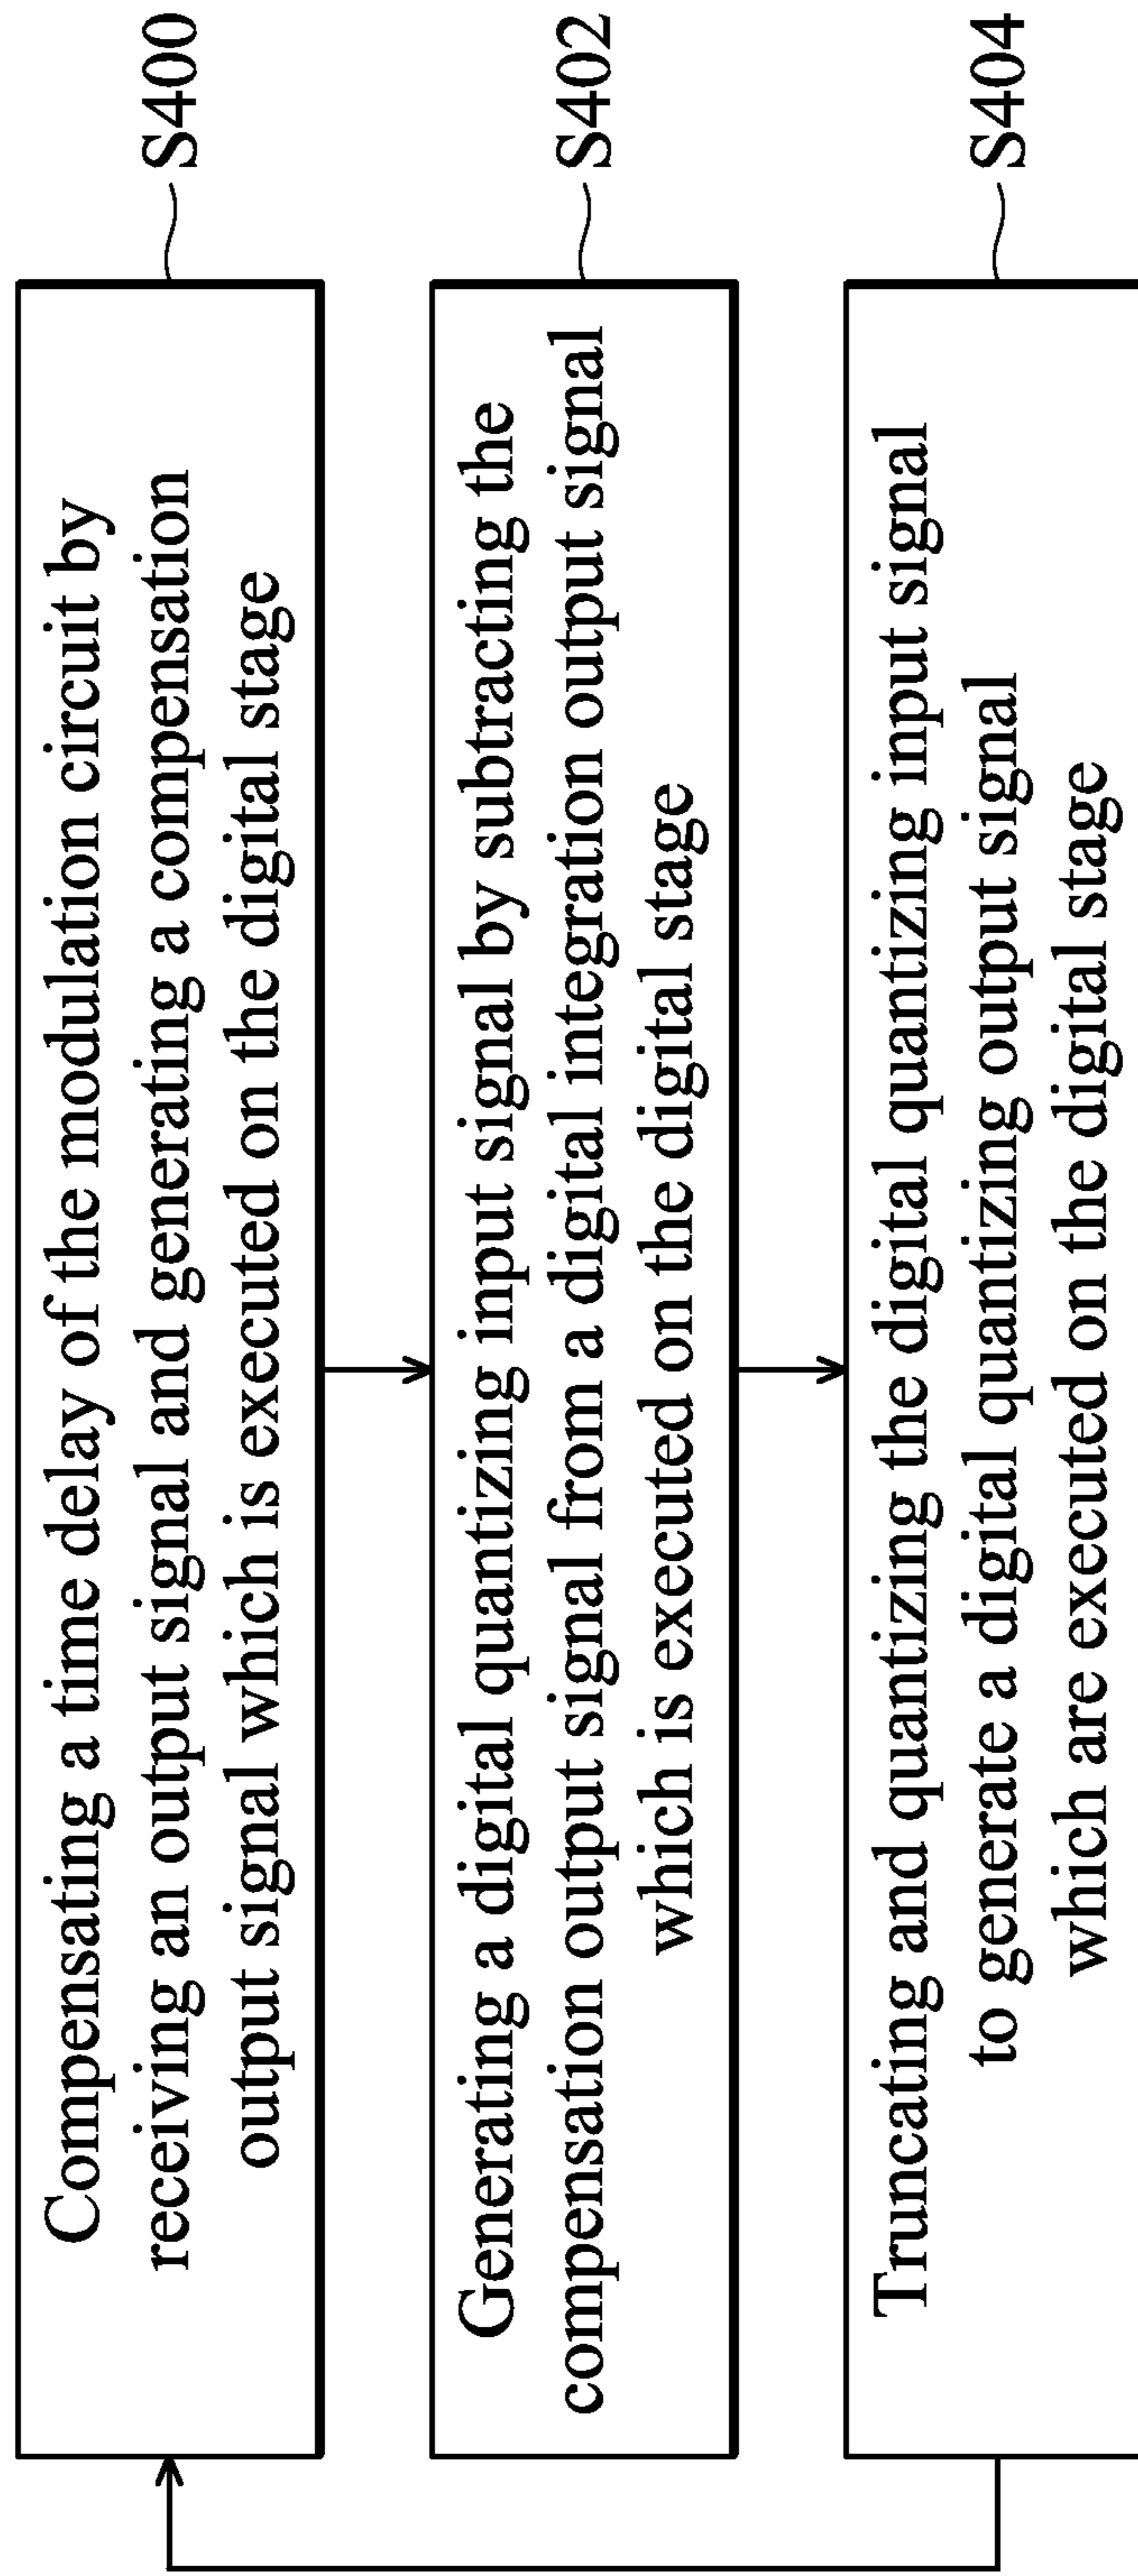 Compensating a time delay of the modulation circuit by
receiving an output signal and generating a compensation
output signal which is executed on the digital stage
S400
Generating a digital quantizing input signal by subtracting the
compensation output signal from a digital integration output signal
which is executed on the digital stage
S402
Truncating and quantizing the digital quantizing input signal
to generate a digital quantizing output signal
which are executed on the digital stage
S404